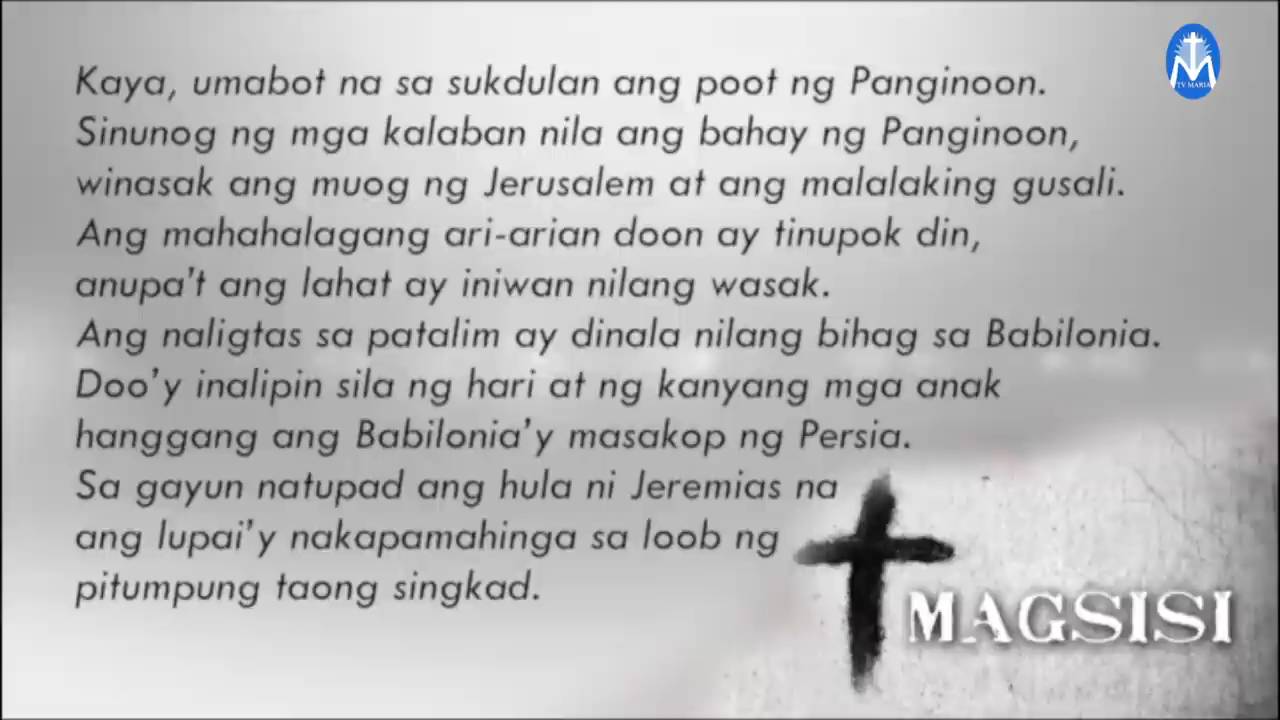 TV MARIA
Kaya, umabot na sa sukdulan ang poot ng Panginoon.
Sinunog ng mga kalaban nila ang bahay ng Panginoon,
winasak ang muog ng Jerusalem at ang malalaking gusali.
Ang mahahalagang ari-arian doon ay tinupok din,
anupa't ang lahat ay iniwan nilang wasak.
Ang naligtas sa patalim ay dinala nilang bihag sa Babilonia.
Doo'y inalipin sila ng hari at ng kanyang mga anak
hanggang ang Babilonia'y masakop ng Persia.
Sa gayun natupad ang hula ni Jeremias na
ang lupai'y nakapamahinga sa loob ng
pitumpung taong singkad.
MAGSISI